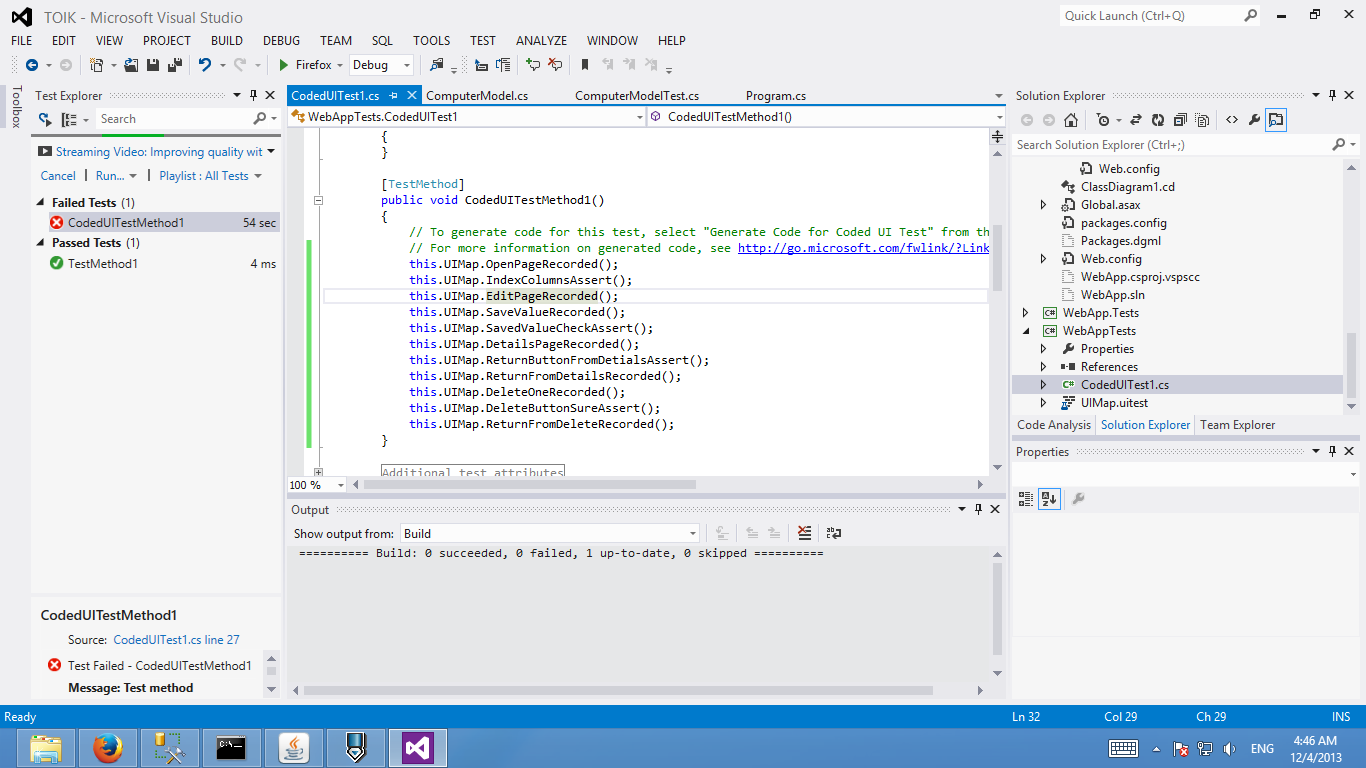 TOIK - Microsoft Visual Studio
Quick Launch (Ctrl+Q)
FILE EDIT VIEW PROJECT BUILD DEBUG TEAM SQL TOOLS TEST ANALYZE WINDOW HELP
Firefox Debug
Toolbox
Test Explorer
Search
Streaming Video: Improving quality wit
Cancel Run... Playlist : All Tests
Failed Tests (1)
CodedUITestMethod1 54 sec
Passed Tests (1)
TestMethod1 4 ms
CodedUITestMethod1
Source: CodedUITest1.cs line 27
Test Failed - CodedUITestMethod1
Message: Test method
CodedUITest1.cs ComputerModel.cs ComputerModelTest.cs Program.cs
WebAppTests.CodedUITest1 CodedUITestMethod1()
{
}
[TestMethod]
public void CodedUITestMethod1()
{
// To generate code for this test, select "Generate Code for Coded UI Test" from th
// For more information on generated code, see http://go.microsoft.com/fwlink/?Link
this.UIMap.OpenPageRecorded();
this.UIMap.IndexColumnsAssert();
this.UIMap.EditPageRecorded();
this.UIMap.SaveValueRecorded();
this.UIMap.SavedValueCheckAssert();
this.UIMap.DetailsPageRecorded();
this.UIMap.ReturnButtonFromDetialsAssert();
this.UIMap.ReturnFromDetailsRecorded();
this.UIMap.DeleteOneRecorded();
this.UIMap.DeleteButtonSureAssert();
this.UIMap.ReturnFromDeleteRecorded();
}
Additional test attributes
100 %
Output
Show output from: Build
========== Build: 0 succeeded, 0 failed, 1 up-to-date, 0 skipped ==========
Solution Explorer
Search Solution Explorer (Ctrl+;)
Web.config
ClassDiagram1.cd
Global.asax
packages.config
Packages.dgml
Web.config
WebApp.csproj.vspscc
WebApp.sln
WebApp.Tests
WebAppTests
Properties
References
CodedUITest1.cs
UIMap.uitest
Code Analysis Solution Explorer Team Explorer
Properties
Ready Ln 32 Col 29 Ch 29 INS
ENG
4:46 AM
12/4/2013